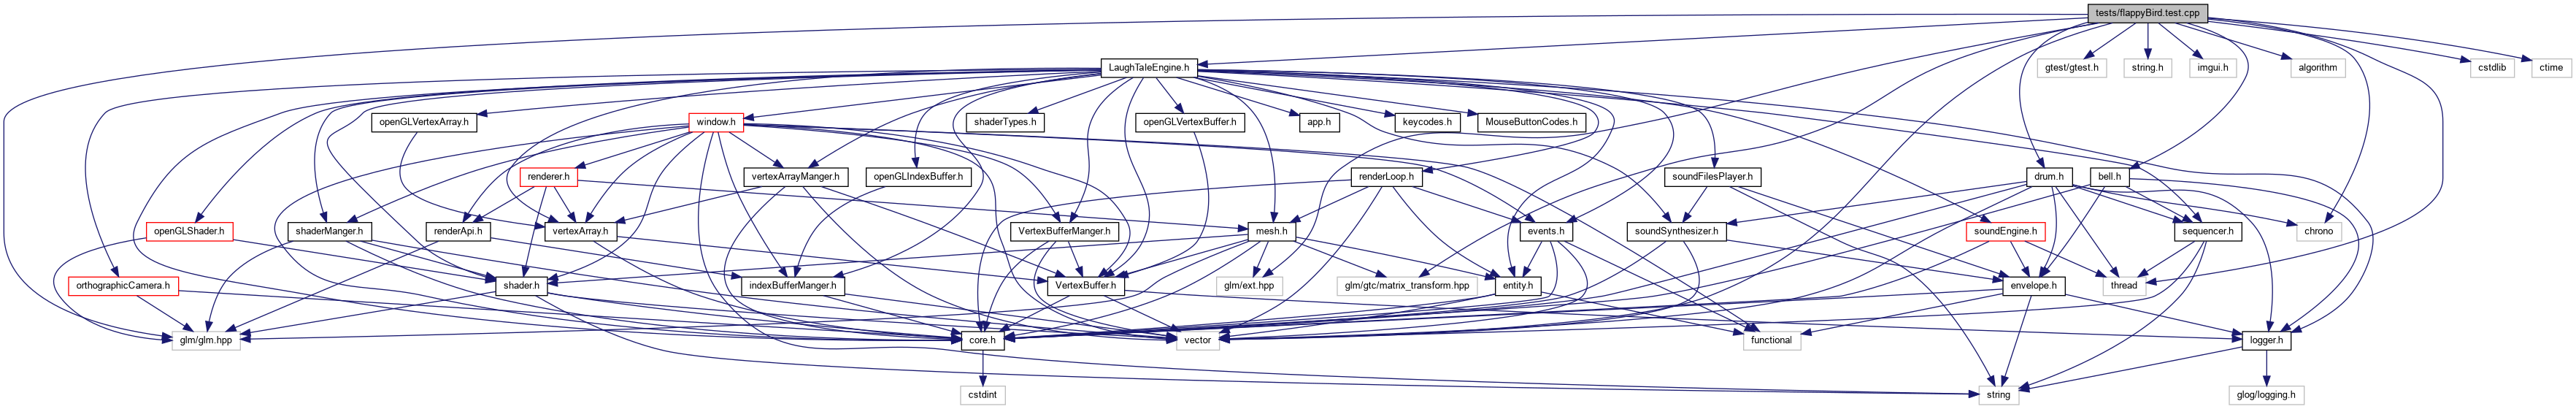 tests/flappyBird.test.cpp
LaughTaleEngine.h
gtest/gtest.h
string.h
imgui.h
algorithm
cstdlib
ctime
openGLVertexArray.h
window.h
shaderTypes.h
openGLVertexBuffer.h
app.h
keycodes.h
MouseButtonCodes.h
renderer.h
vertexArrayManger.h
openGLIndexBuffer.h
renderLoop.h
soundFilesPlayer.h
drum.h
bell.h
openGLShader.h
shaderManger.h
renderApi.h
vertexArray.h
VertexBufferManger.h
mesh.h
events.h
soundSynthesizer.h
soundEngine.h
sequencer.h
chrono
orthographicCamera.h
shader.h
indexBufferManger.h
VertexBuffer.h
glm/ext.hpp
glm/gtc/matrix_transform.hpp
entity.h
envelope.h
thread
glm/glm.hpp
core.h
vector
functional
logger.h
cstdint
string
glog/logging.h